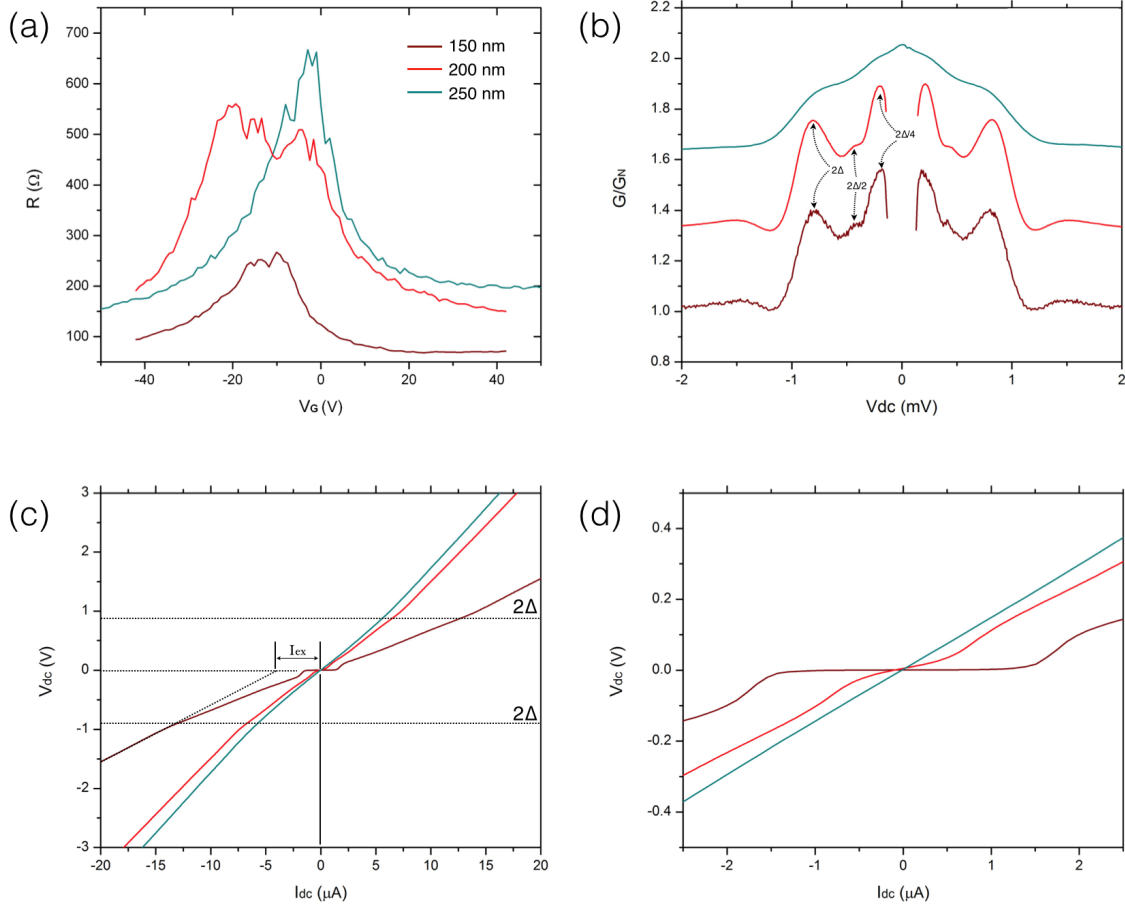 (a)
700
600
500
400
300
200
100
R (Ω)
-40
-20
0
20
40
VG (V)
150 nm
200 nm
250 nm
(b)
2.2
2.0
1.8
1.6
1.4
1.2
1.0
0.8
G/GN
-2
-1
0
1
2
Vdc (mV)
2Δ
2Δ/2
2Δ/4
(c)
3
2
1
0
-1
-2
-3
Vdc (V)
-20
-15
-10
-5
0
5
10
15
20
Idc (μA)
2Δ
Iex
2Δ
(d)
0.4
0.2
0.0
-0.2
-0.4
Vdc (V)
-2
-1
0
1
2
Idc (μA)